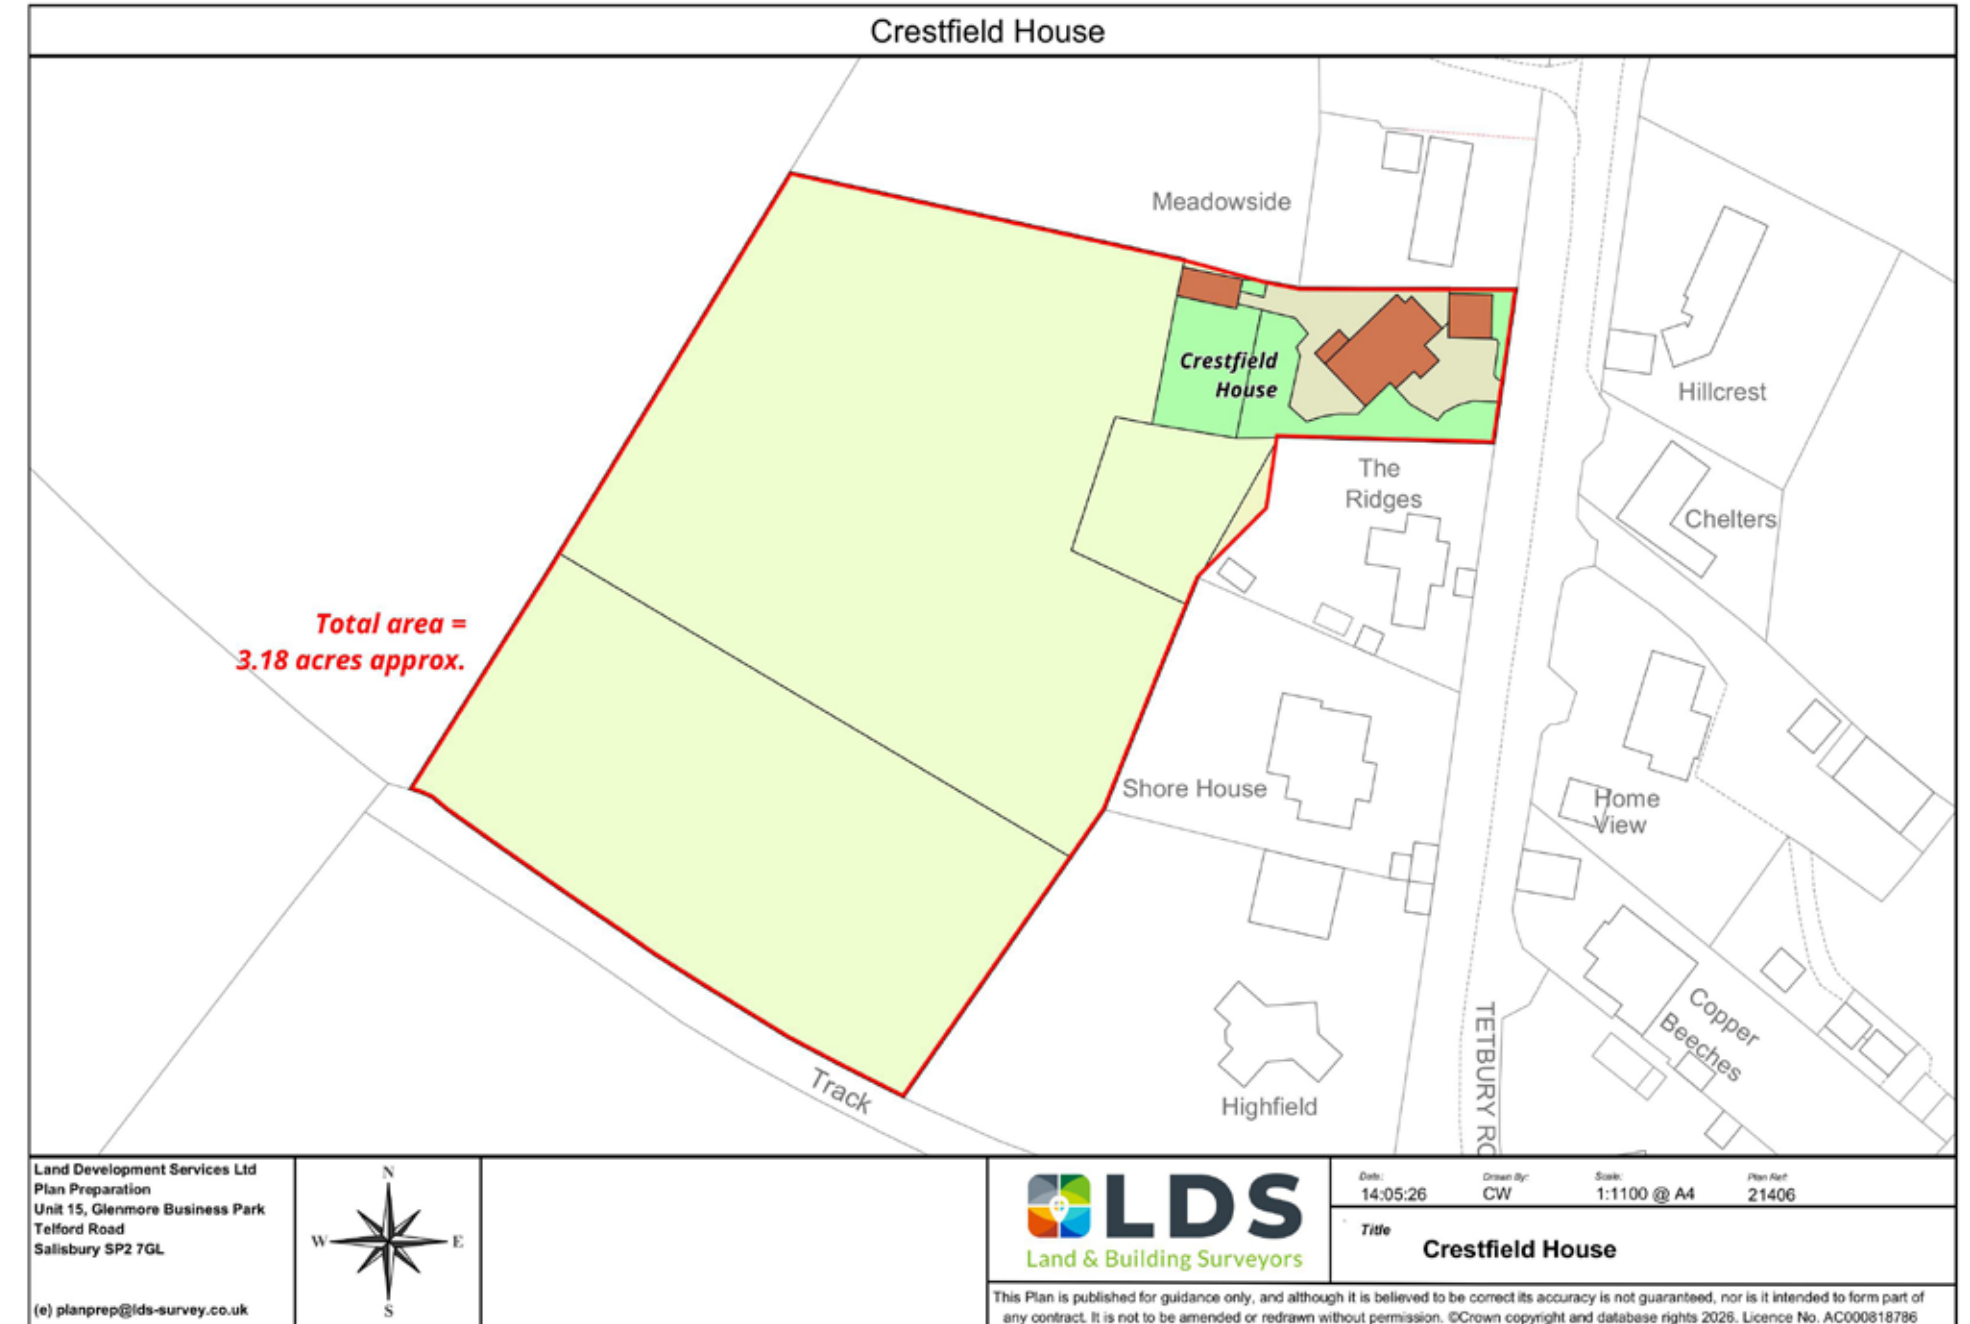 Crestfield House
Meadowside
Hillcrest
Crestfield
House
The
Ridges
Chelters
Total area =
3.18 acres approx.
Shore House
Home
View
Copper
Beeches
TETBURY RO
Track
Highfield
Land Development Services Ltd
Plan Preparation
Unit 15, Glenmore Business Park
Telford Road
Salisbury SP2 7GL
(e) planprep@lds-survey.co.uk
N
W
E
S
LDS
Land & Building Surveyors
Date:
14:05:26
Drawn By:
CW
Scale:
1:1100 @ A4
Plan Ref:
21406
Title
Crestfield House
This Plan is published for guidance only, and although it is believed to be correct its accuracy is not guaranteed, nor is it intended to form part of
any contract. It is not to be amended or redrawn without permission. ©Crown copyright and database rights 2026. Licence No. AC000818786